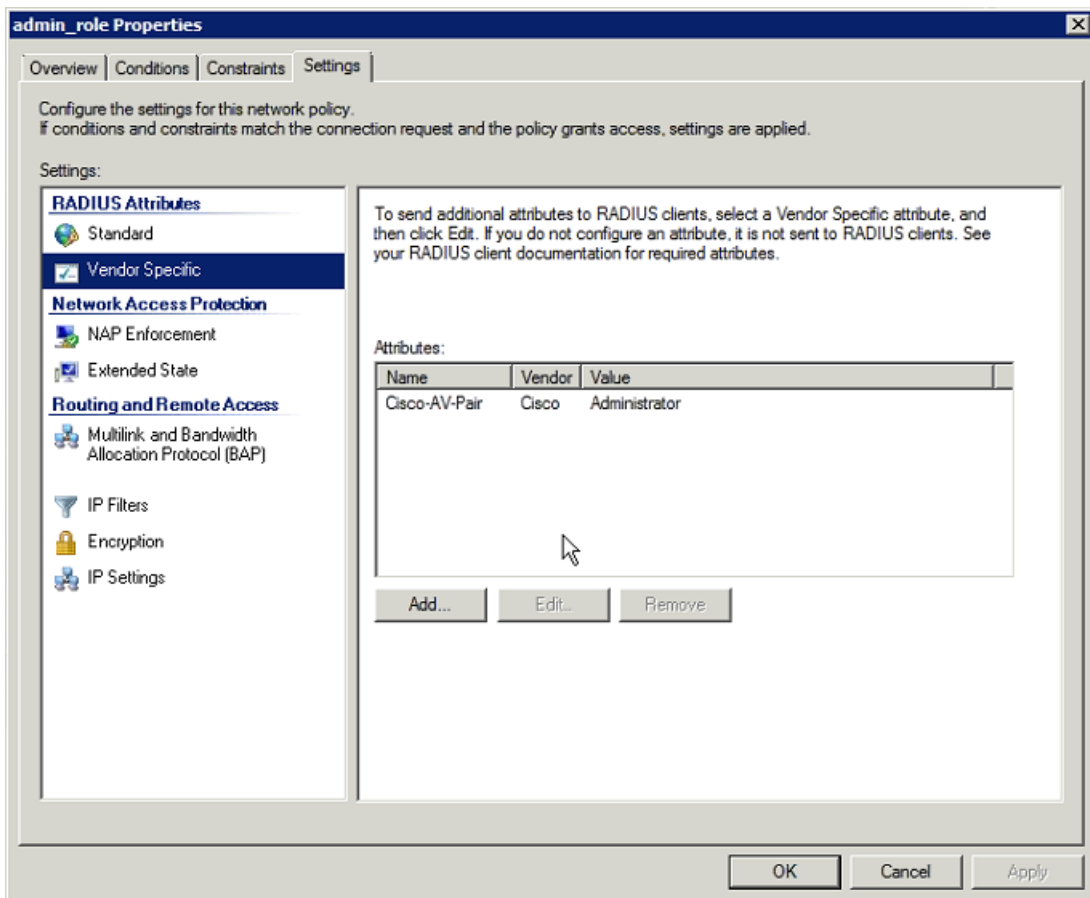 admin_role Properties
Overview
Conditions
Constraints
Settings
Configure the settings for this network policy.
If conditions and constraints match the connection request and the policy grants access, settings are applied.
Settings:
RADIUS Attributes
Standard
Vendor Specific
Network Access Protection
NAP Enforcement
Extended State
Routing and Remote Access
Multilink and Bandwidth
Allocation Protocol (BAP)
IP Filters
Encryption
IP Settings
To send additional attributes to RADIUS clients, select a Vendor Specific attribute, and
then click Edit. If you do not configure an attribute, it is not sent to RADIUS clients. See
your RADIUS client documentation for required attributes.
Attributes:
Name Vendor Value
Cisco-AV-Pair Cisco Administrator
Add... Edit... Remove
OK Cancel Apply